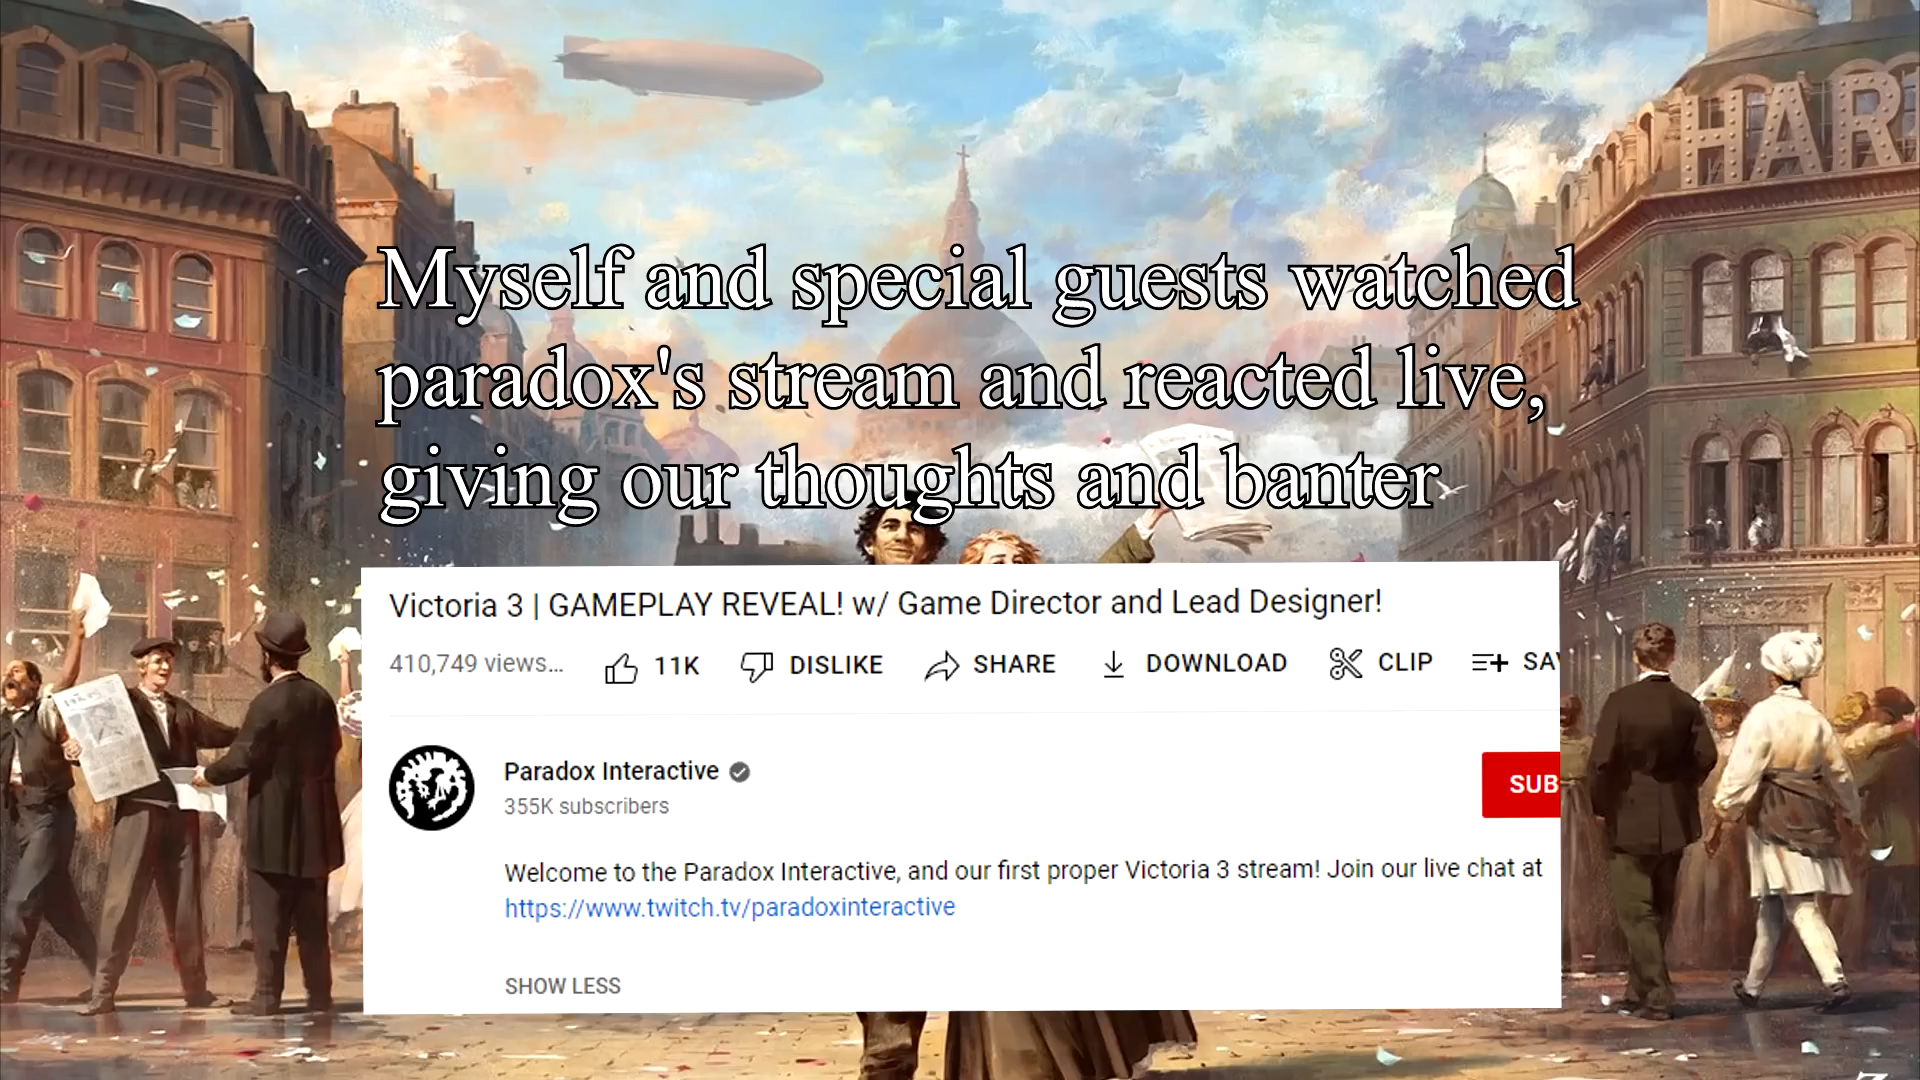 HAR
Myself and special guests watched
paradox's stream and reacted live,
giving our thoughts and banter
Victoria 3 | GAMEPLAY REVEAL! w/ Game Director and Lead Designer!
410,749 views... 11K DISLIKE SHARE DOWNLOAD CLIP SAV
Paradox Interactive
355K subscribers
SUB
Welcome to the Paradox Interactive, and our first proper Victoria 3 stream! Join our live chat at
https://www.twitch.tv/paradoxinteractive
SHOW LESS